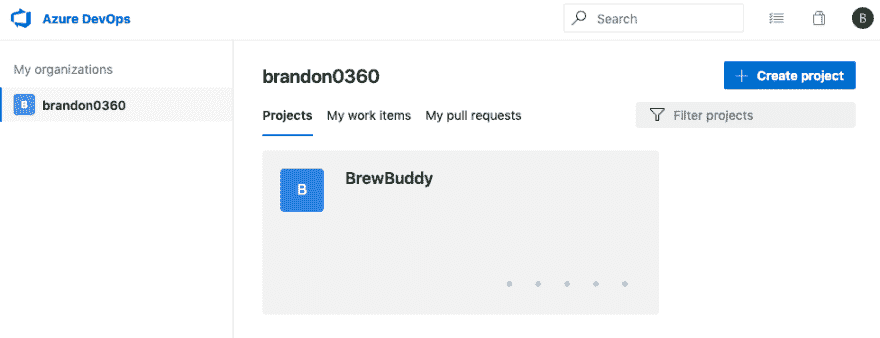 Azure DevOps
Search
B
My organizations
B brandon0360
brandon0360
Create project
Projects My work items My pull requests
Filter projects
B BrewBuddy